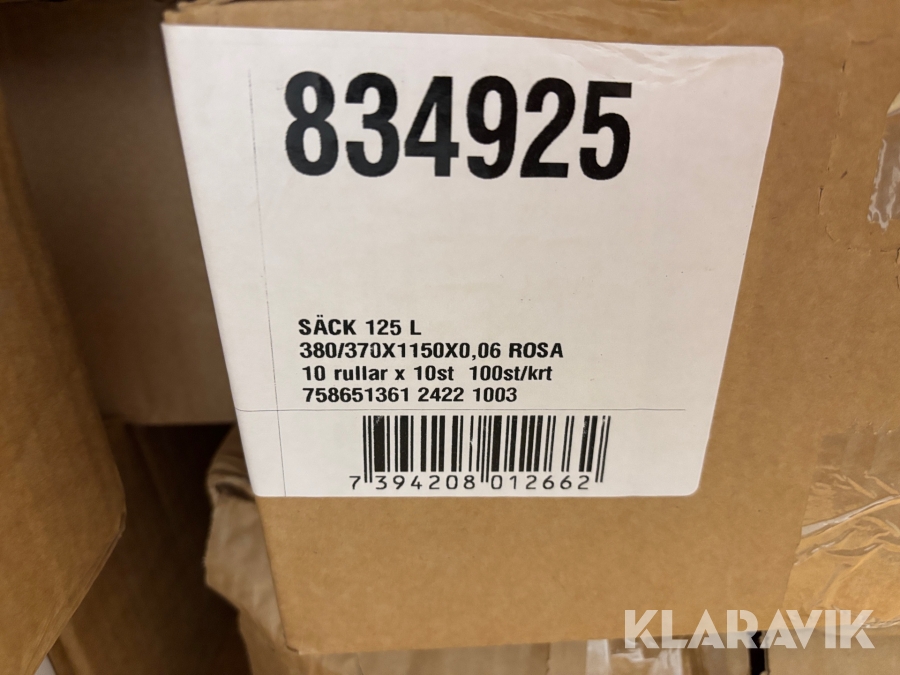 834925
SÄCK 125 L
380/370X1150X0,06 ROSA
10 rullar x 10st 100st/krt
758651361 2422 1003
7 394208 012662
KLARAVIK